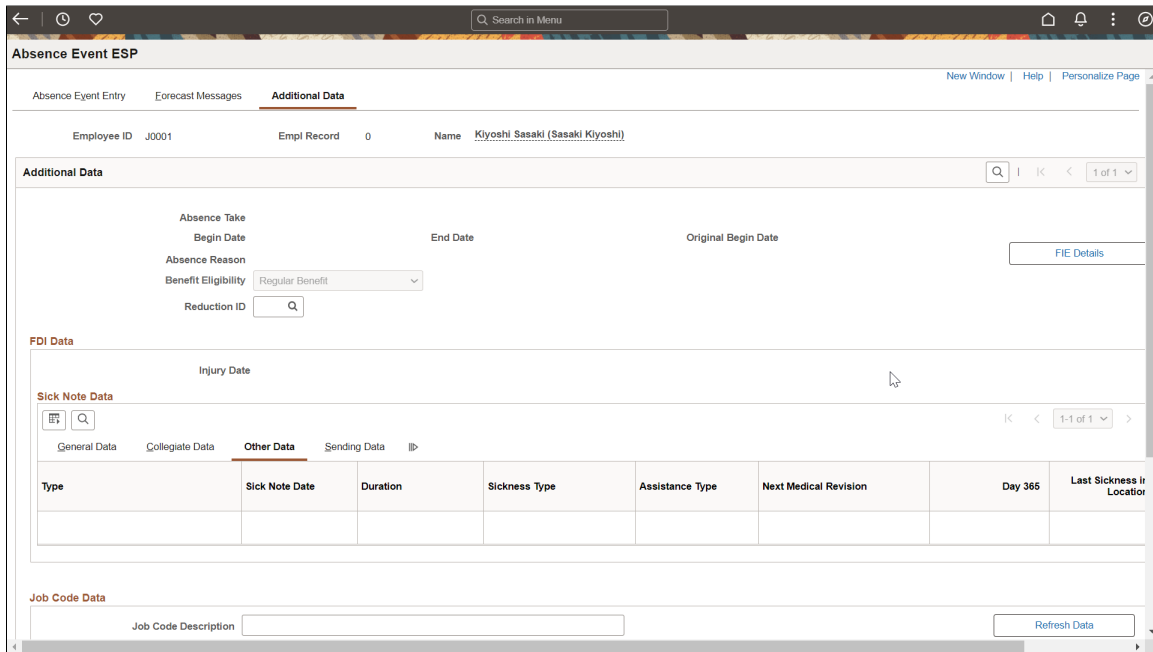 Search in Menu
Absence Event ESP
New Window | Help | Personalize Page
Absence Event Entry Forecast Messages Additional Data
Employee ID J0001 Empl Record 0 Name Kiyoshi Sasaki (Sasaki Kiyoshi)
Additional Data 1 of 1
Absence Take
Begin Date End Date Original Begin Date
FIE Details
Absence Reason
Benefit Eligibility Regular Benefit
Reduction ID
FDI Data
Injury Date
Sick Note Data
1-1 of 1
General Data Collegiate Data Other Data Sending Data
Type Sick Note Date Duration Sickness Type Assistance Type Next Medical Revision Day 365 Last Sickness in
Location
Job Code Data
Job Code Description Refresh Data